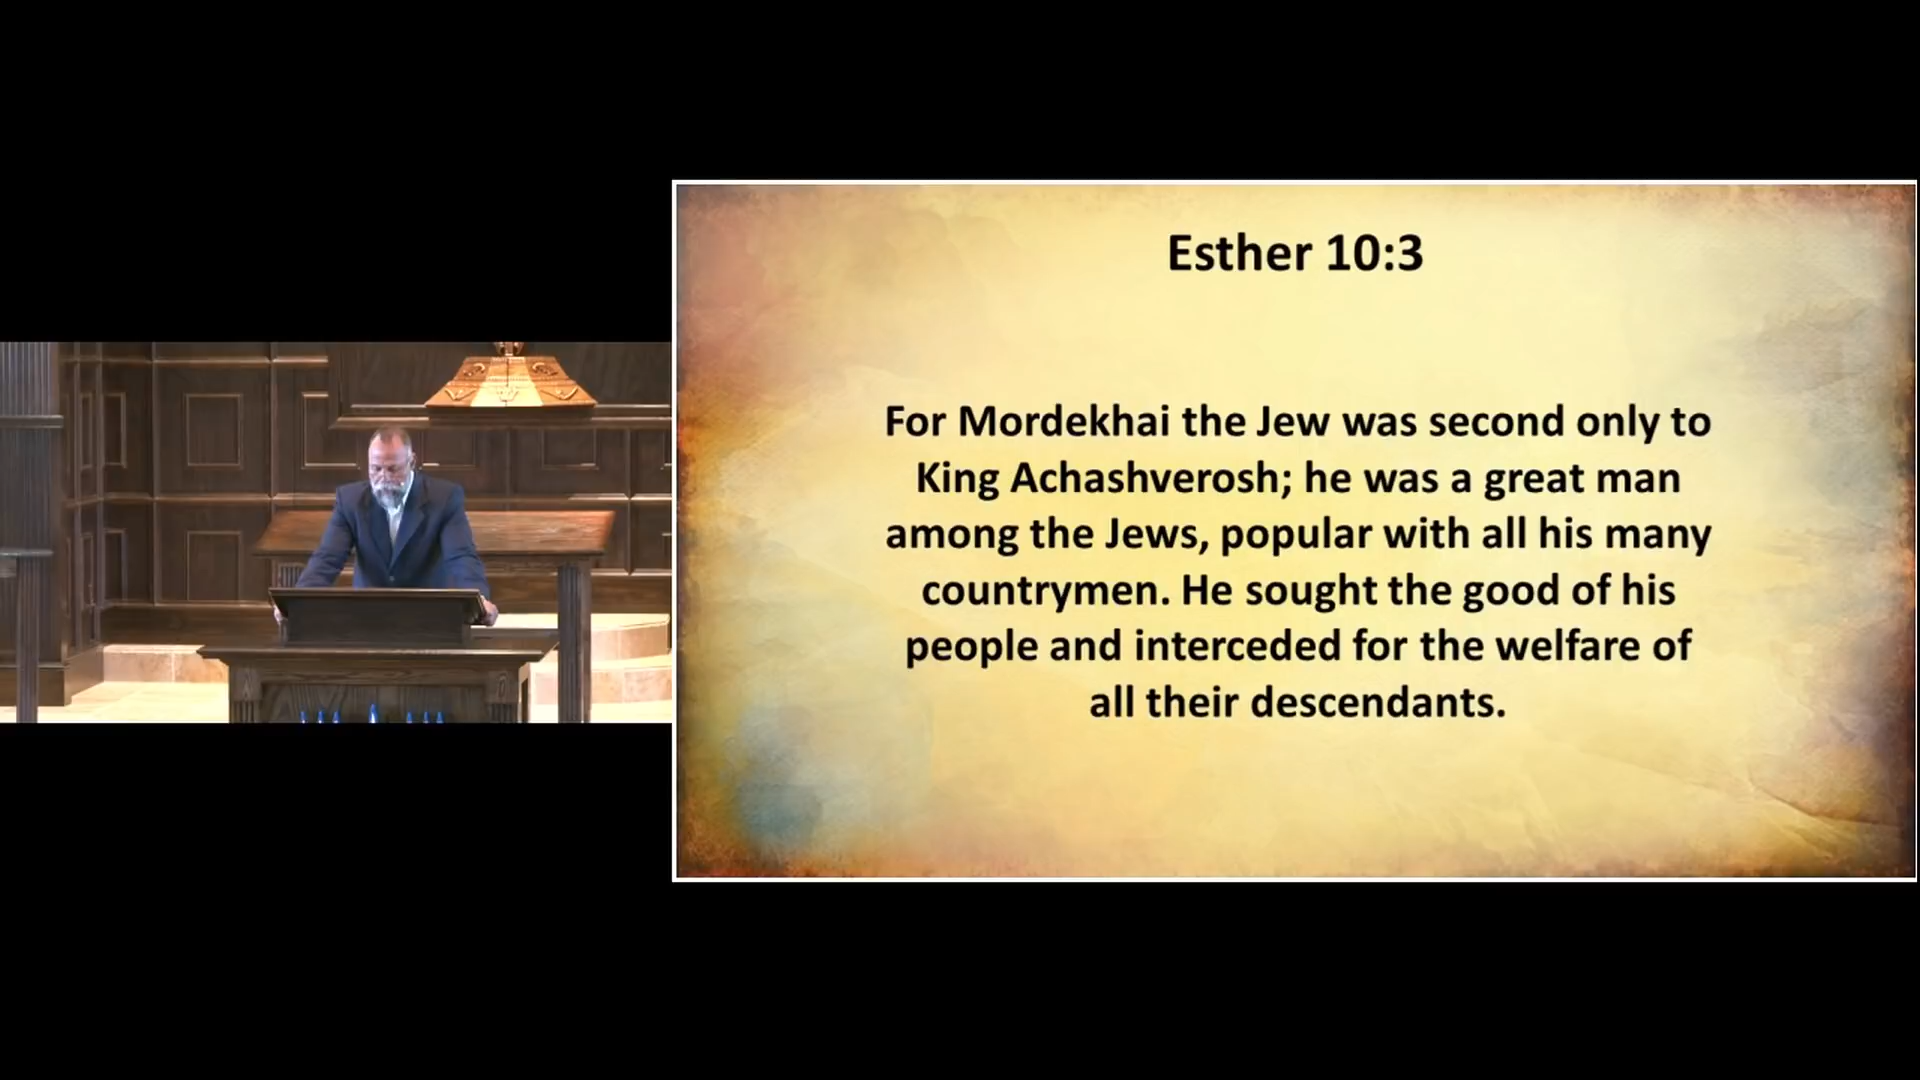 Esther 10:3
For Mordekhai the Jew was second only to
King Achashverosh; he was a great man
among the Jews, popular with all his many
countrymen. He sought the good of his
people and interceded for the welfare of
all their descendants.